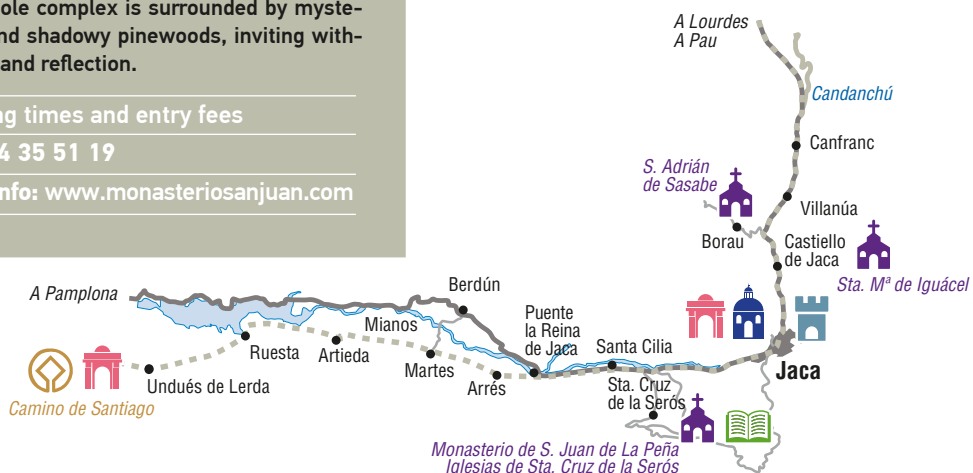 ole complex is surrounded by myste-
nd shadowy pinewoods, inviting with-
and reflection.
ng times and entry fees
4 35 51 19
nfo: www.monasteriosanjuan.com
A Lourdes
A Pau
Candanchú
Canfranc
S. Adrián
de Sasabe
Villanúa
Borau
Castiello
de Jaca
Sta. Mª de Iguácel
A Pamplona
Berdún
Puente
la Reina
de Jaca
Mianos
Santa Cilia
Ruesta
Artieda
Martes
Jaca
Undués de Lerda
Arrés
Sta. Cruz
de la Serós
Camino de Santiago
Monasterio de S. Juan de La Peña
Iglesias de Sta. Cruz de la Serós